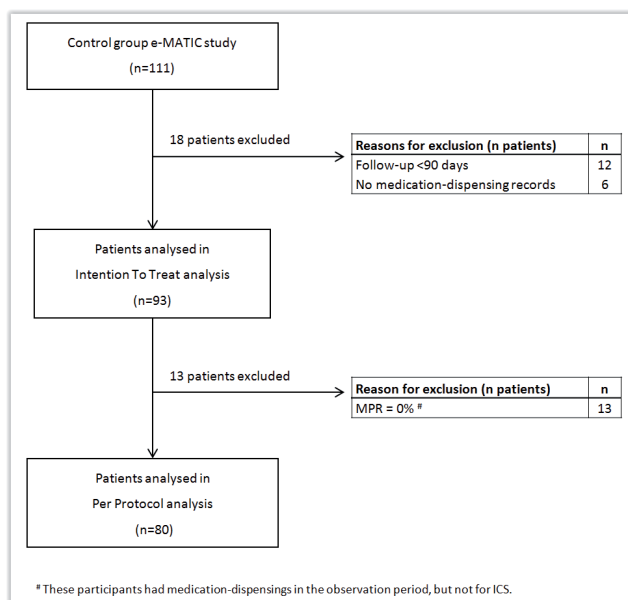 Control group e-MATIC study
(n=111)
18 patients excluded
Reasons for exclusion (n patients) n
Follow-up <90 days 12
No medication-dispensing records 6
Patients analysed in
Intention To Treat analysis
(n=93)
13 patients excluded
Reason for exclusion (n patients) n
MPR = 0% # 13
Patients analysed in
Per Protocol analysis
(n=80)
# These participants had medication-dispensings in the observation period, but not for ICS.